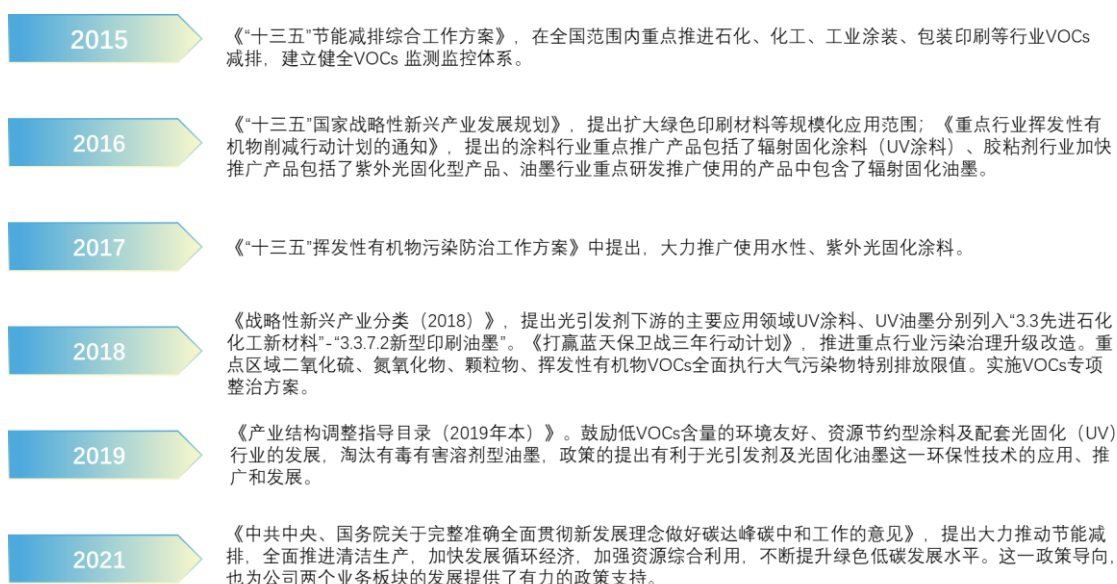 2015
《“十三五”节能减排综合工作方案》，在全国范围内重点推进石化、化工、工业涂装、包装印刷等行业VOCs
减排，建立健全VOCs 监测监控体系。
2016
《“十三五”国家战略性新兴产业发展规划》，提出扩大绿色印刷材料等规模化应用范围；《重点行业挥发性有
机物削减行动计划的通知》，提出的涂料行业重点推广产品包括了辐射固化涂料（UV涂料）、胶粘剂行业加快
推广产品包括了紫外光固化型产品、油墨行业重点研发推广使用的产品中包含了辐射固化油墨。
2017
《“十三五”挥发性有机物污染防治工作方案》中提出，大力推广使用水性、紫外光固化涂料。
2018
《战略性新兴产业分类（2018）》，提出光引发剂下游的主要应用领域UV涂料、UV油墨分别列入“3.3先进石化
化工新材料”-“3.3.7.2新型印刷油墨”。《打赢蓝天保卫战三年行动计划》，推进重点行业污染治理升级改造。重
点区域二氧化硫、氮氧化物、颗粒物、挥发性有机物VOCs全面执行大气污染物特别排放限值。实施VOCs专项
整治方案。
2019
《产业结构调整指导目录（2019年本）》。鼓励低VOCs含量的环境友好、资源节约型涂料及配套光固化（UV）
行业的发展，淘汰有毒有害溶剂型油墨，政策的提出有利于光引发剂及光固化油墨这一环保性技术的应用、推
广和发展。
2021
《中共中央、国务院关于完整准确全面贯彻新发展理念做好碳达峰碳中和工作的意见》，提出大力推动节能减
排，全面推进清洁生产，加快发展循环经济，加强资源综合利用，不断提升绿色低碳发展水平。这一政策导向，
也为公司两个业务板块的发展提供了有力的政策支持。